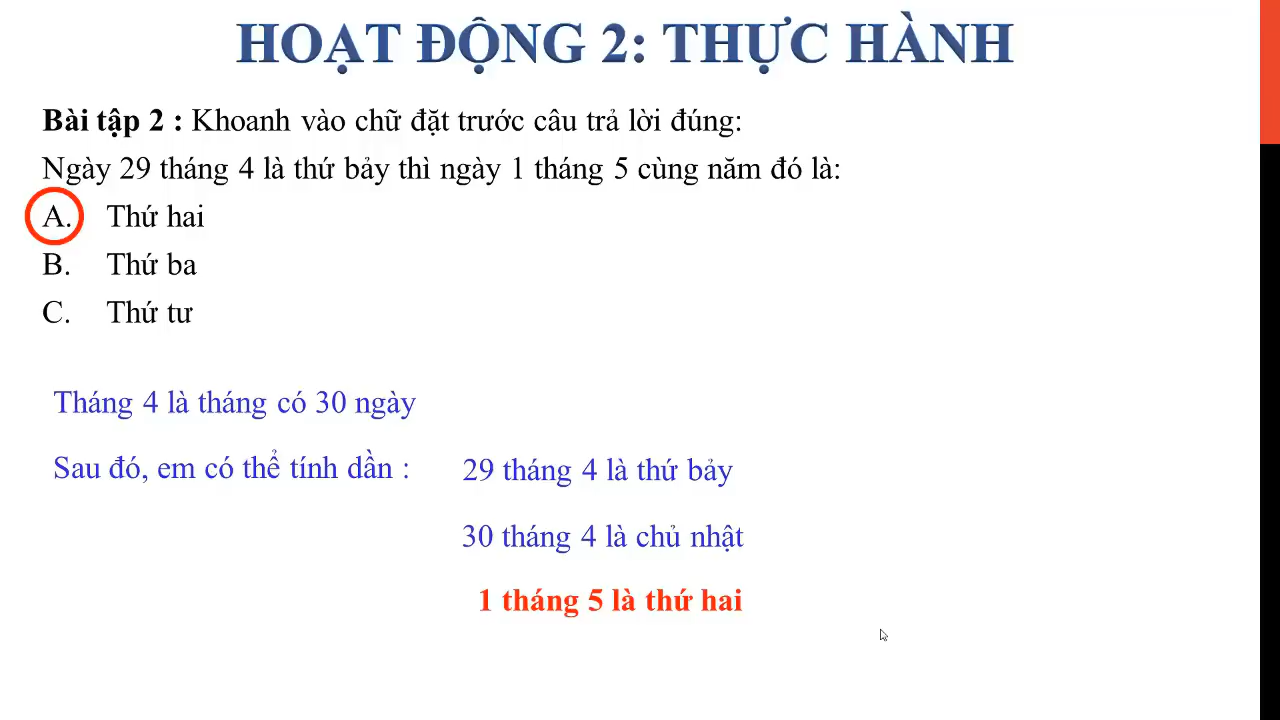 HOẠT ĐỘNG 2: THỰC HÀNH
Bài tập 2 : Khoanh vào chữ đặt trước câu trả lời đúng:
Ngày 29 tháng 4 là thứ bảy thì ngày 1 tháng 5 cùng năm đó là:
A. Thứ hai
B. Thứ ba
C. Thứ tư
Tháng 4 là tháng có 30 ngày
Sau đó, em có thể tính dần : 29 tháng 4 là thứ bảy
30 tháng 4 là chủ nhật
1 tháng 5 là thứ hai